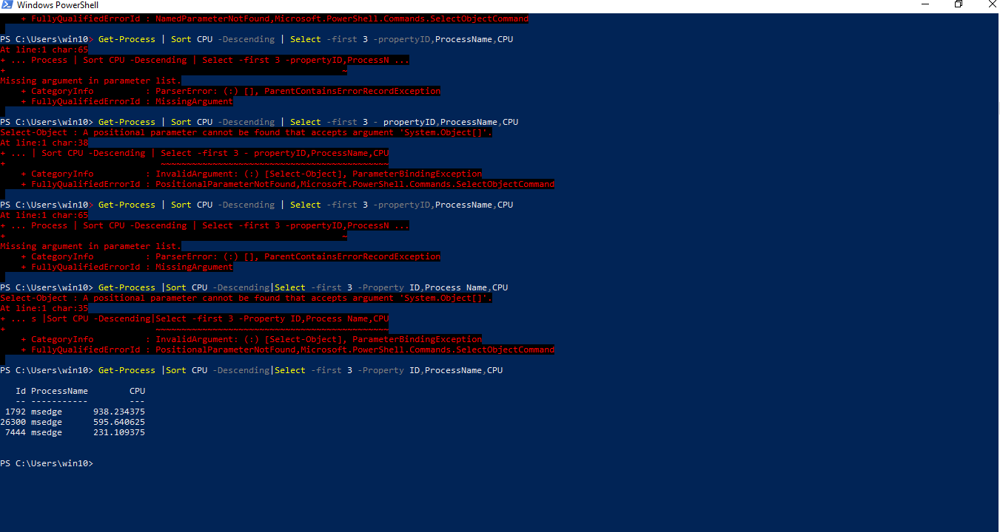 Windows PowerShell
    + FullyQualifiedErrorId : NamedParameterNotFound,Microsoft.PowerShell.Commands.SelectObjectCommand
PS C:\Users\win10> Get-Process | Sort CPU -Descending | Select -first 3 -propertyID,ProcessName,CPU
At line:1 char:65
+ ... Process | Sort CPU -Descending | Select -first 3 -propertyID,ProcessN ...
+                                                                 ~
Missing argument in parameter list.
    + CategoryInfo          : ParserError: (:) [], ParentContainsErrorRecordException
    + FullyQualifiedErrorId : MissingArgument
PS C:\Users\win10> Get-Process | Sort CPU -Descending | Select -first 3 - propertyID,ProcessName,CPU
Select-Object : A positional parameter cannot be found that accepts argument 'System.Object[]'.
At line:1 char:38
+ ... | Sort CPU -Descending | Select -first 3 - propertyID,ProcessName,CPU
+                              ~~~~~~~~~~~~~~~~~~~~~~~~~~~~~~~~~~~~~~~~~~~~
    + CategoryInfo          : InvalidArgument: (:) [Select-Object], ParameterBindingException
    + FullyQualifiedErrorId : PositionalParameterNotFound,Microsoft.PowerShell.Commands.SelectObjectCommand
PS C:\Users\win10> Get-Process | Sort CPU -Descending | Select -first 3 -propertyID,ProcessName,CPU
At line:1 char:65
+ ... Process | Sort CPU -Descending | Select -first 3 -propertyID,ProcessN ...
+                                                                 ~
Missing argument in parameter list.
    + CategoryInfo          : ParserError: (:) [], ParentContainsErrorRecordException
    + FullyQualifiedErrorId : MissingArgument
PS C:\Users\win10> Get-Process |Sort CPU -Descending|Select -first 3 -Property ID,Process Name,CPU
Select-Object : A positional parameter cannot be found that accepts argument 'System.Object[]'.
At line:1 char:35
+ ... s |Sort CPU -Descending|Select -first 3 -Property ID,Process Name,CPU
+                             ~~~~~~~~~~~~~~~~~~~~~~~~~~~~~~~~~~~~~~~~~~~~~
    + CategoryInfo          : InvalidArgument: (:) [Select-Object], ParameterBindingException
    + FullyQualifiedErrorId : PositionalParameterNotFound,Microsoft.PowerShell.Commands.SelectObjectCommand
PS C:\Users\win10> Get-Process |Sort CPU -Descending|Select -first 3 -Property ID,ProcessName,CPU
   Id ProcessName        CPU
   -- -----------        ---
 1792 msedge      938.234375
26300 msedge      595.640625
 7444 msedge      231.109375
PS C:\Users\win10>